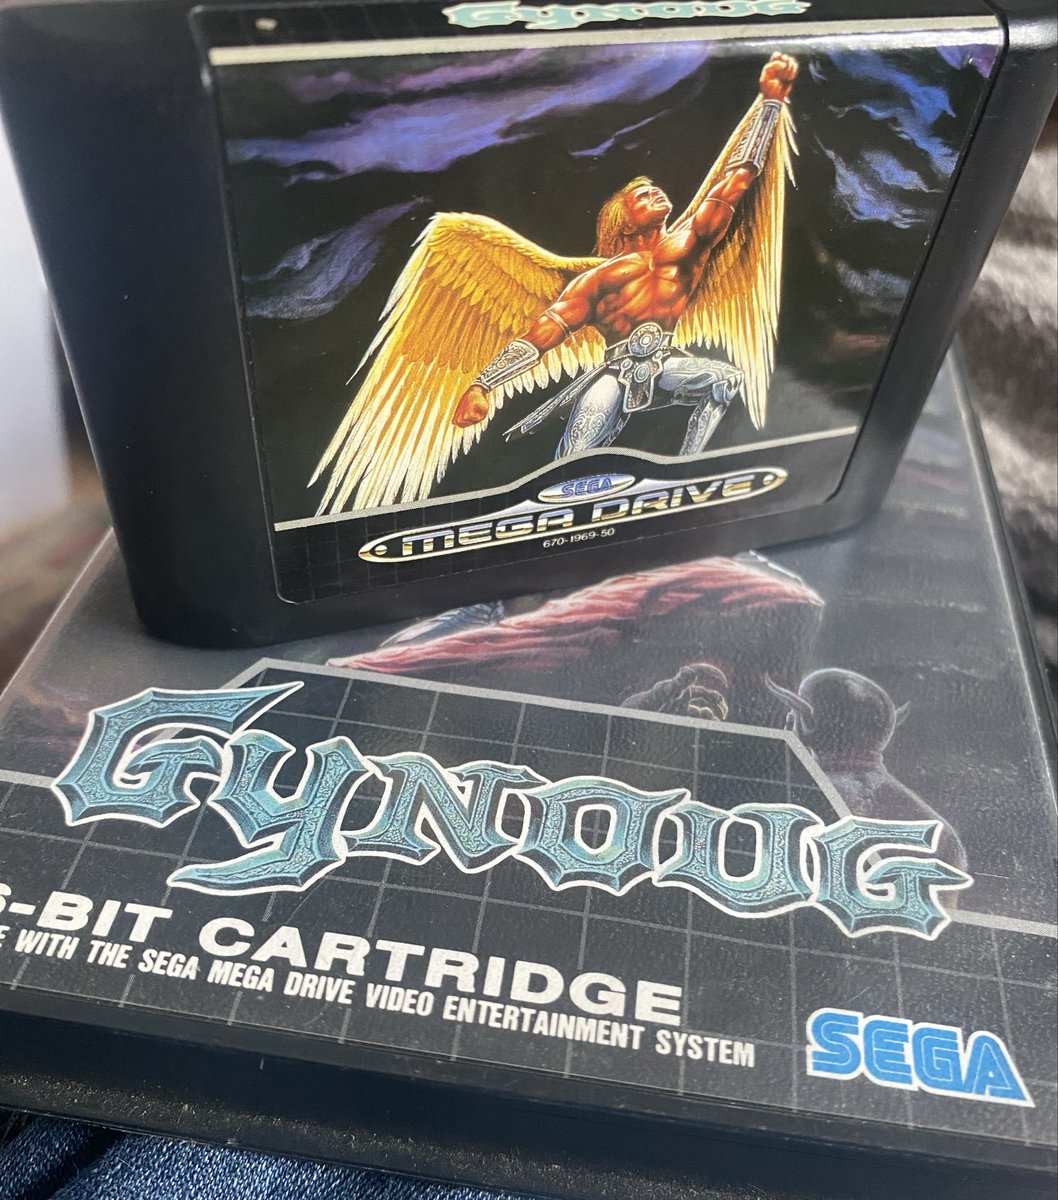 GYNOUG
SEGA
MEGA DRIVE
670-1969-50
GYNOUG
6-BIT CARTRIDGE
E WITH THE SEGA MEGA DRIVE VIDEO ENTERTAINMENT SYSTEM
SEGA